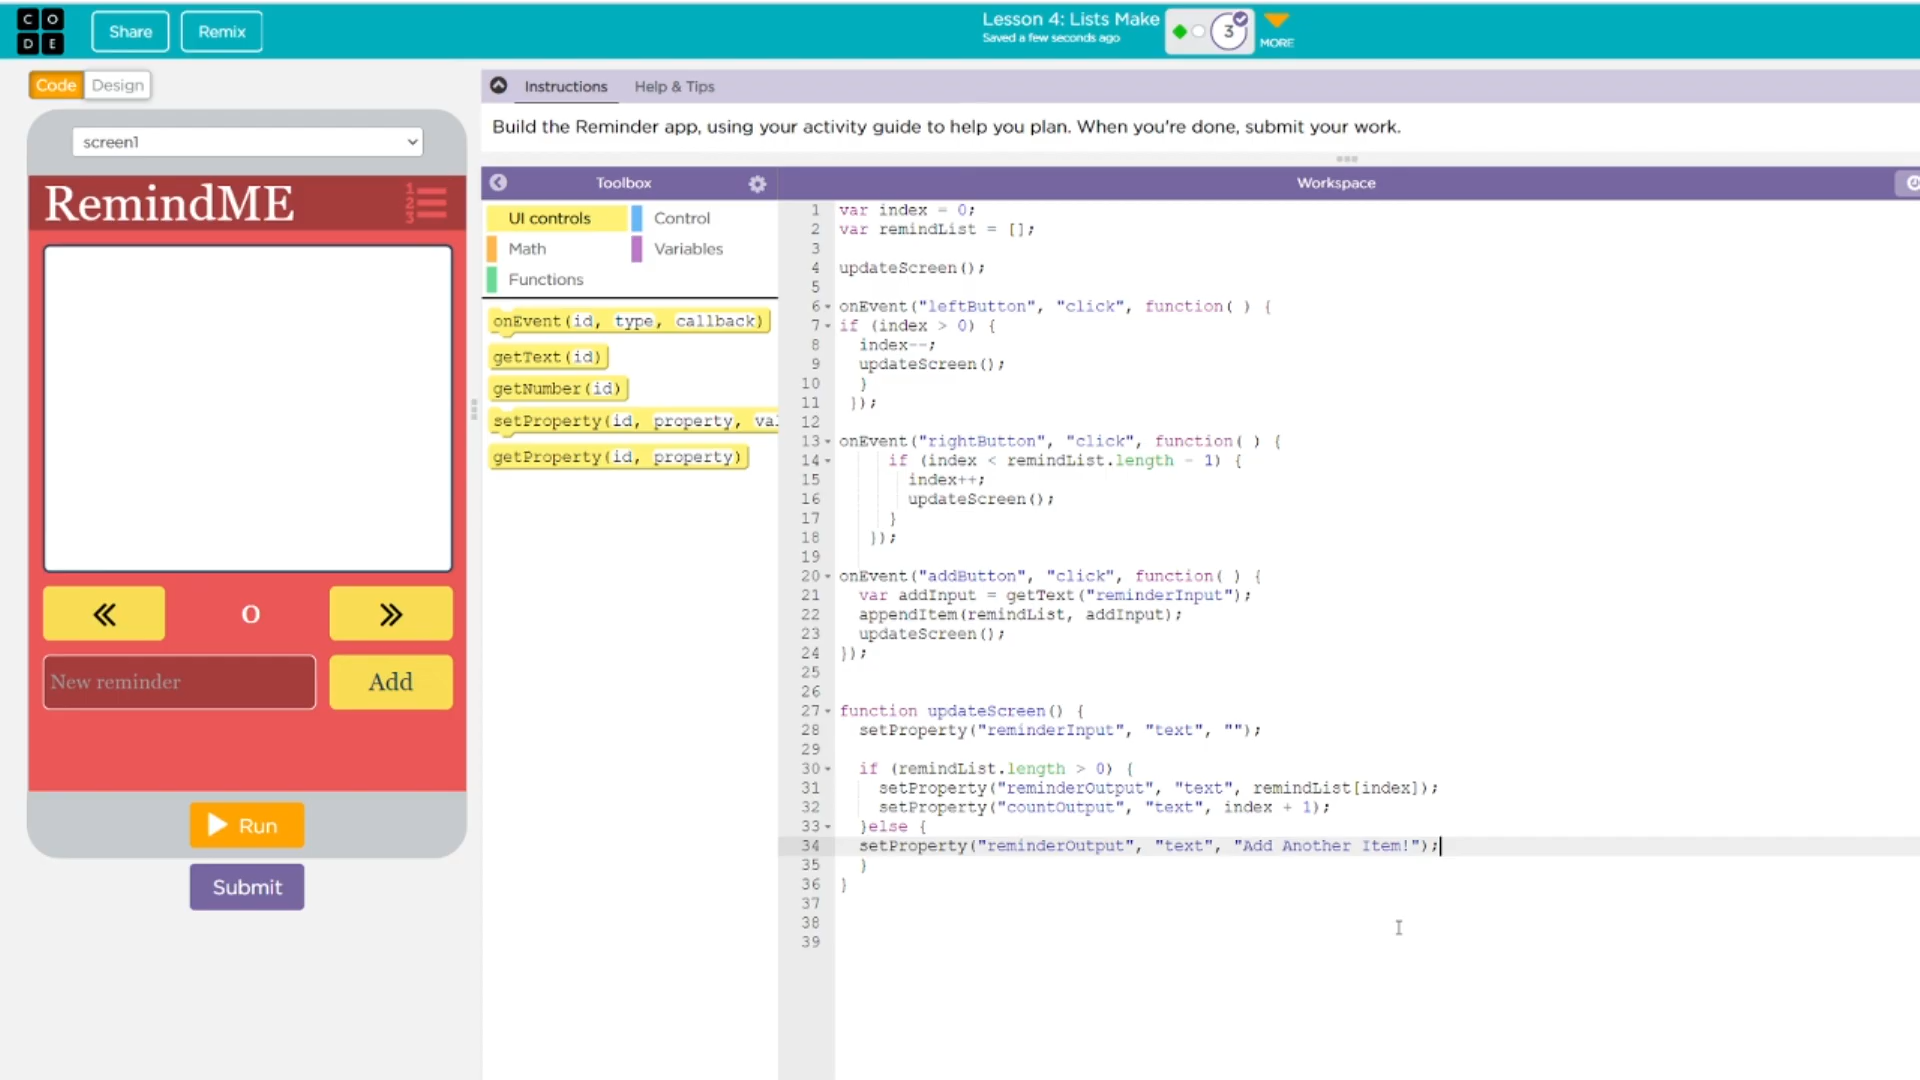 CO
DE
Share
Remix
Lesson 4: Lists Make
Saved a few seconds ago
3
MORE
Code
Design
Instructions
Help & Tips
Build the Reminder app, using your activity guide to help you plan. When you're done, submit your work.
screen1
RemindME
1
2
3
«
0
»
New reminder
Add
Run
Submit
Toolbox
Workspace
UI controls
Control
Math
Variables
Functions
onEvent(id, type, callback)
getText(id)
getNumber(id)
setProperty(id, property, val
getProperty(id, property)
1 var index = 0;
2 var remindList = [];
3
4 updateScreen();
5
6 onEvent("leftButton", "click", function( ) {
7 if (index > 0) {
8 index--;
9 updateScreen();
10 }
11 });
12
13 onEvent("rightButton", "click", function( ) {
14 if (index < remindList.length - 1) {
15 index++;
16 updateScreen();
17 }
18 });
19
20 onEvent("addButton", "click", function( ) {
21 var addInput = getText("reminderInput");
22 appendItem(remindList, addInput);
23 updateScreen();
24 });
25
26
27 function updateScreen() {
28 setProperty("reminderInput", "text", "");
29
30 if (remindList.length > 0) {
31 setProperty("reminderOutput", "text", remindList[index]);
32 setProperty("countOutput", "text", index + 1);
33 }else {
34 setProperty("reminderOutput", "text", "Add Another Item!");
35 }
36 }
37
38
39